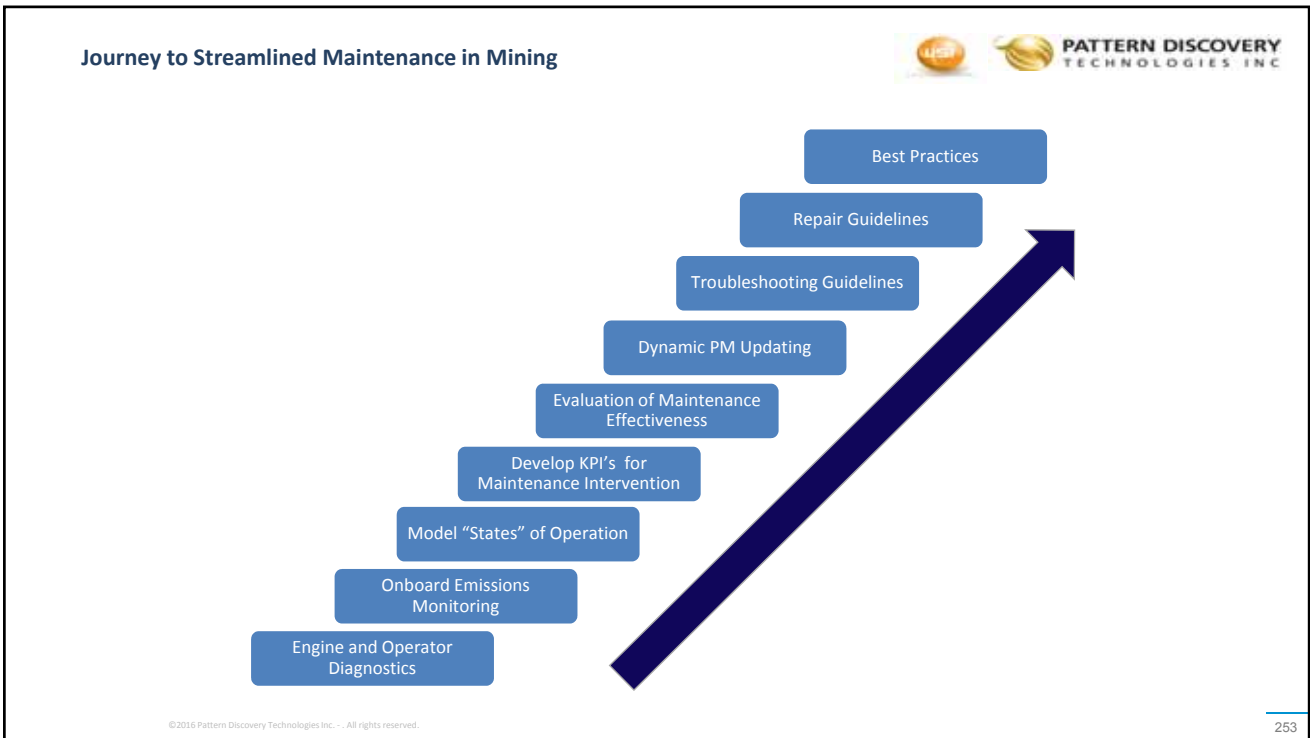 Journey to Streamlined Maintenance in Mining
PATTERN DISCOVERY
TECHNOLOGIES INC
Best Practices
Repair Guidelines
Troubleshooting Guidelines
Dynamic PM Updating
Evaluation of Maintenance
Effectiveness
Develop KPI's for
Maintenance Intervention
Model “States” of Operation
Onboard Emissions
Monitoring
Engine and Operator
Diagnostics
©2016 Pattern Discovery Technologies Inc. - . All rights reserved.
253